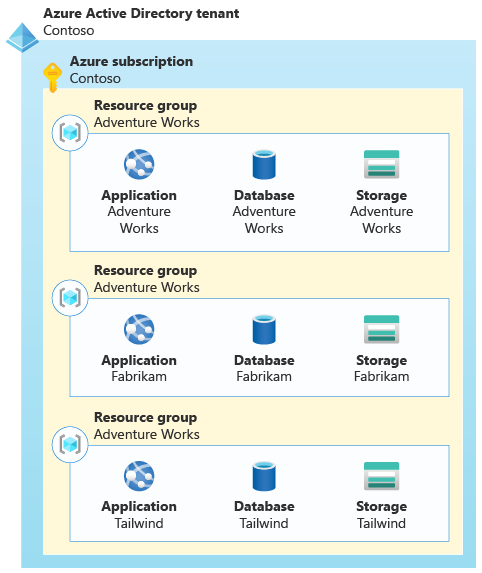 Azure Active Directory tenant
Contoso
Azure subscription
Contoso
Resource group
Adventure Works
Application
Adventure
Works
Database
Adventure
Works
Storage
Adventure
Works
Resource group
Adventure Works
Application
Fabrikam
Database
Fabrikam
Storage
Fabrikam
Resource group
Adventure Works
Application
Tailwind
Database
Tailwind
Storage
Tailwind